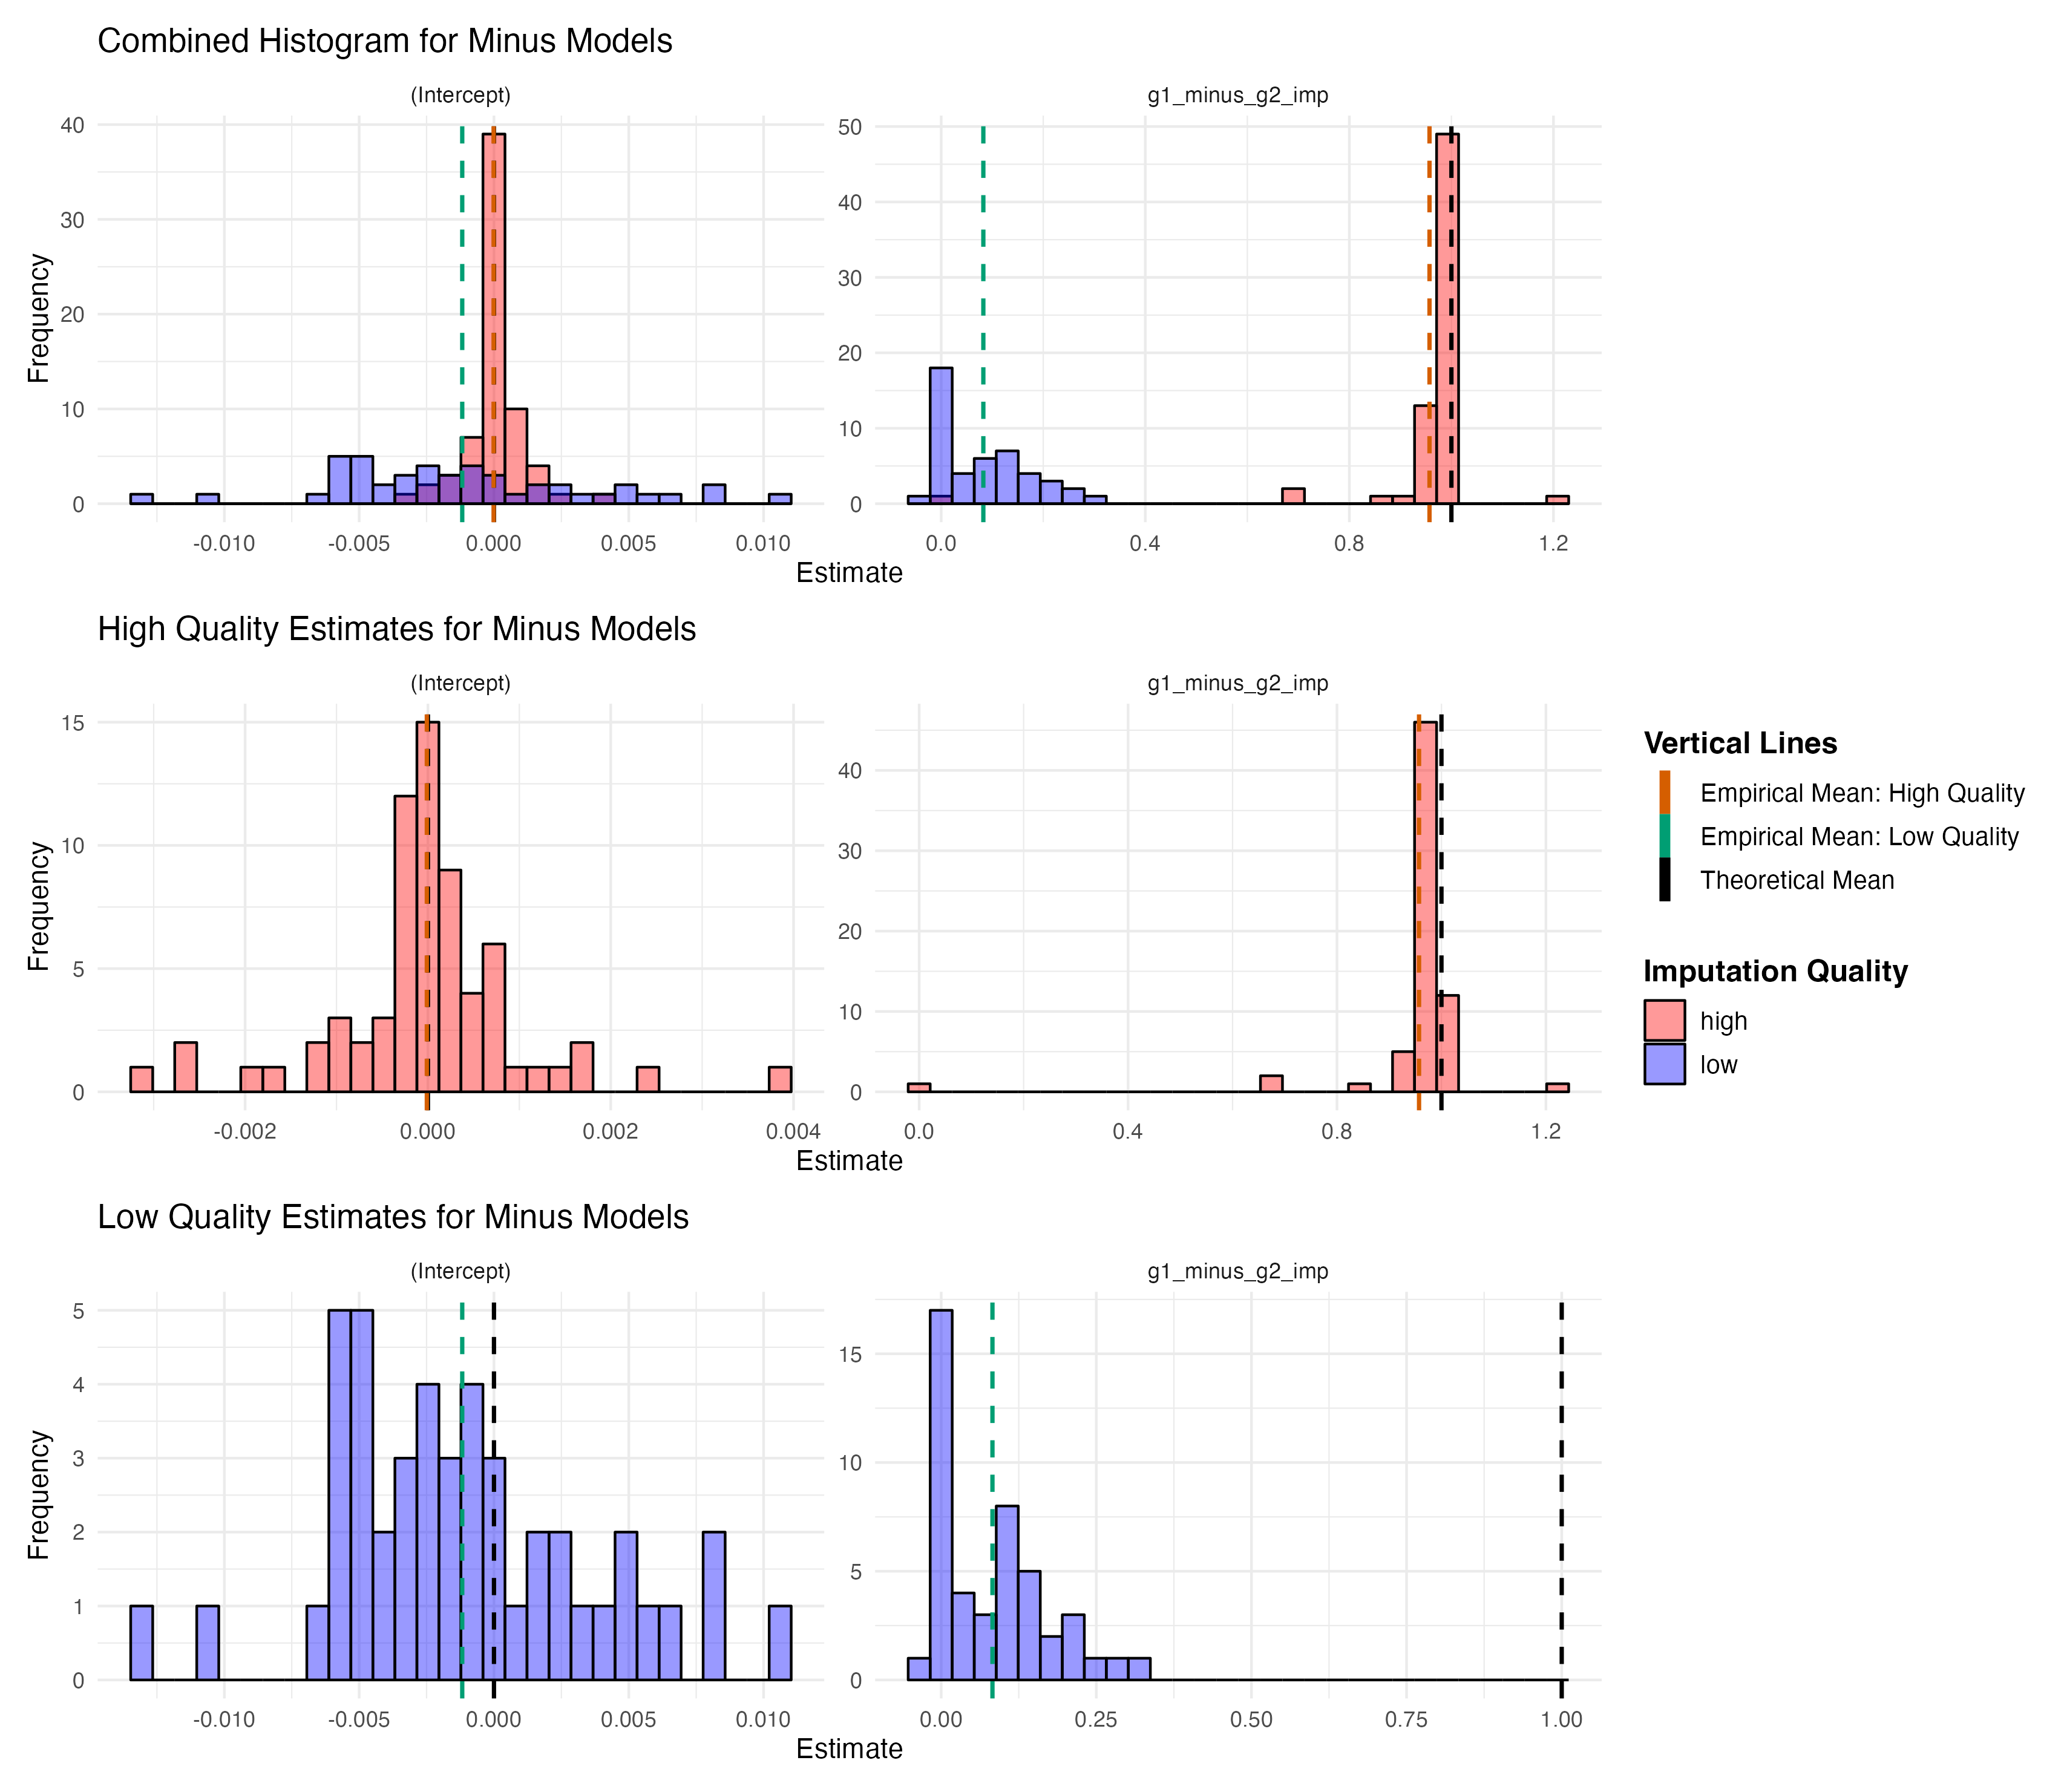 Combined Histogram for Minus Models
(Intercept) g1_minus_g2_imp
Frequency
40
30
20
10
0
50
40
30
20
10
0
-0.010 -0.005 0.000 0.005 0.010
0.0 0.4 0.8 1.2
Estimate
High Quality Estimates for Minus Models
(Intercept) g1_minus_g2_imp
Frequency
15
10
5
0
40
30
20
10
0
-0.002 0.000 0.002 0.004
0.0 0.4 0.8 1.2
Estimate
Vertical Lines
Empirical Mean: High Quality
Empirical Mean: Low Quality
Theoretical Mean
Imputation Quality
high
low
Low Quality Estimates for Minus Models
(Intercept) g1_minus_g2_imp
Frequency
5
4
3
2
1
0
15
10
5
0
-0.010 -0.005 0.000 0.005 0.010
0.00 0.25 0.50 0.75 1.00
Estimate